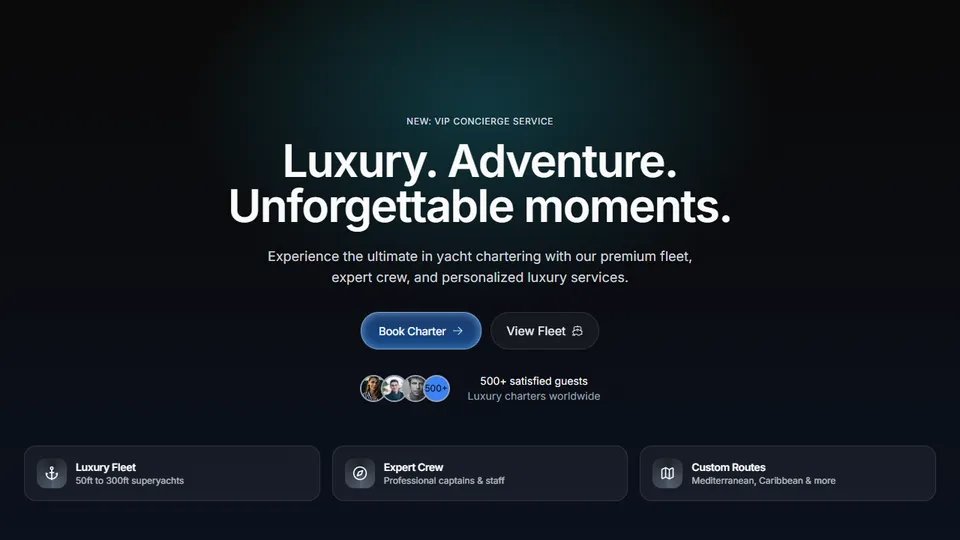 NEW: VIP CONCIERGE SERVICE
Luxury. Adventure.
Unforgettable moments.
Experience the ultimate in yacht chartering with our premium fleet,
expert crew, and personalized luxury services.
Book Charter
View Fleet
500+
500+ satisfied guests
Luxury charters worldwide
Luxury Fleet
50ft to 300ft superyachts
Expert Crew
Professional captains & staff
Custom Routes
Mediterranean, Caribbean & more